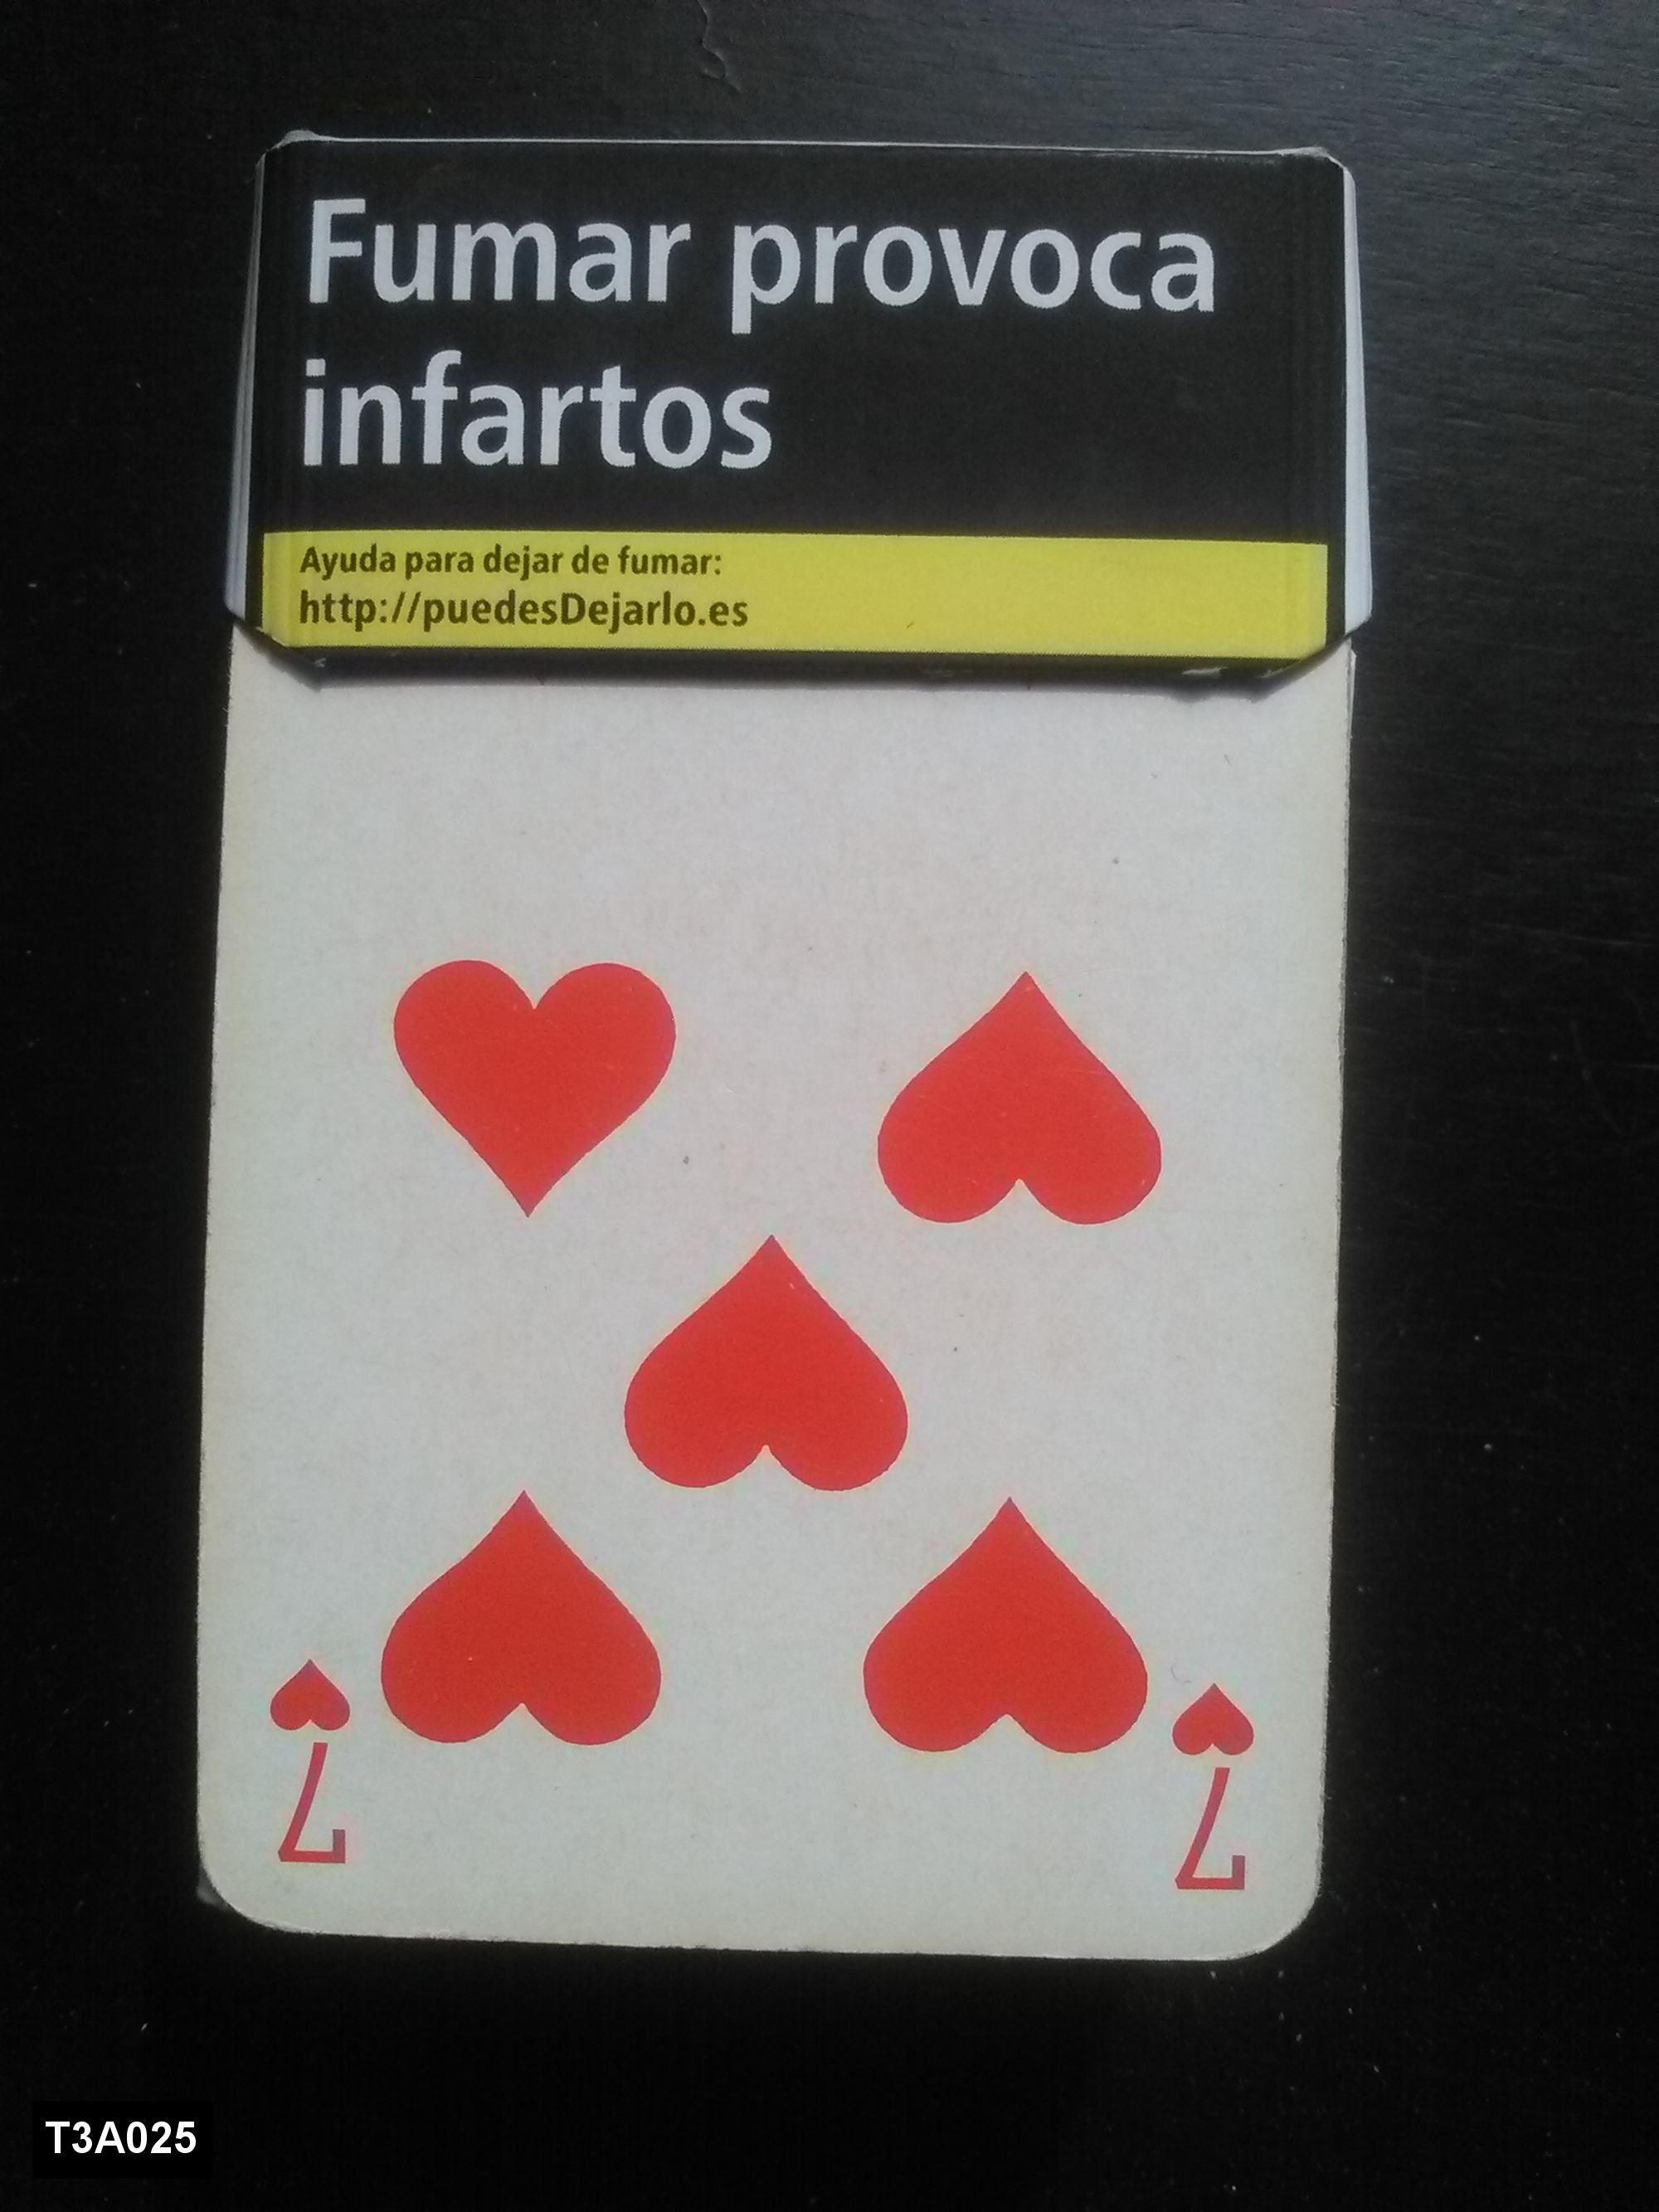 Fumar provoca
infartos
Ayuda para dejar de fumar:
http://puedesDejarlo.es
7
7
T3A025